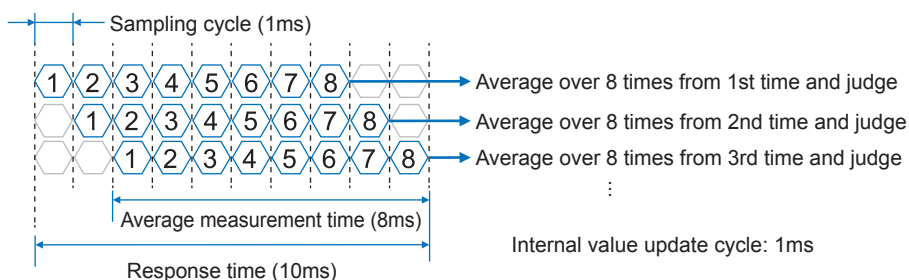 Sampling cycle (1ms)
1 2 3 4 5 6 7 8 Average over 8 times from 1st time and judge
1 2 3 4 5 6 7 8 Average over 8 times from 2nd time and judge
1 2 3 4 5 6 7 8 Average over 8 times from 3rd time and judge
⋮
Average measurement time (8ms)
Internal value update cycle: 1ms
Response time (10ms)